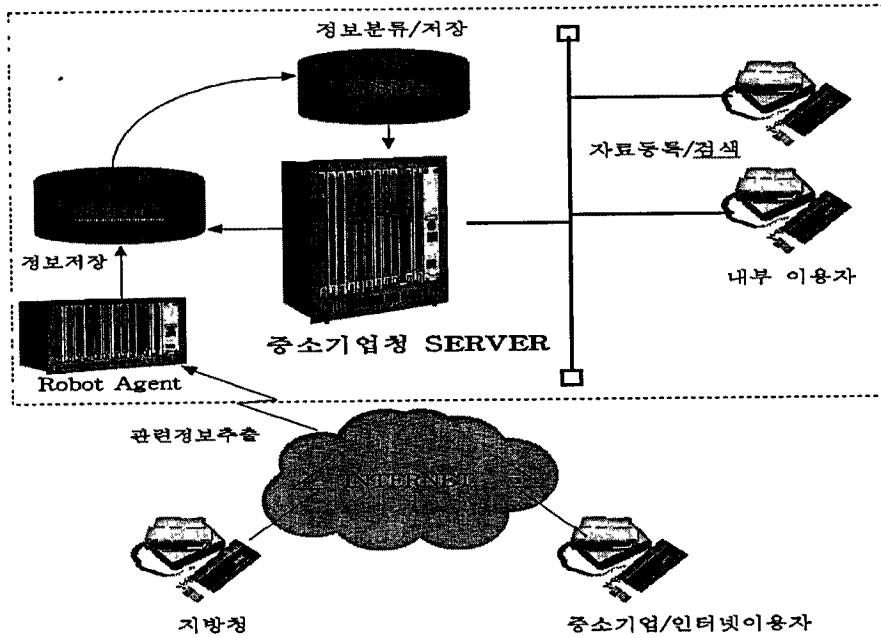 정보분류/저장
자료등록/검색
정보저장
내부 이용자
중소기업청 SERVER
Robot Agent
관련정보추출
INTERNET
지방청
중소기업/인터넷이용자